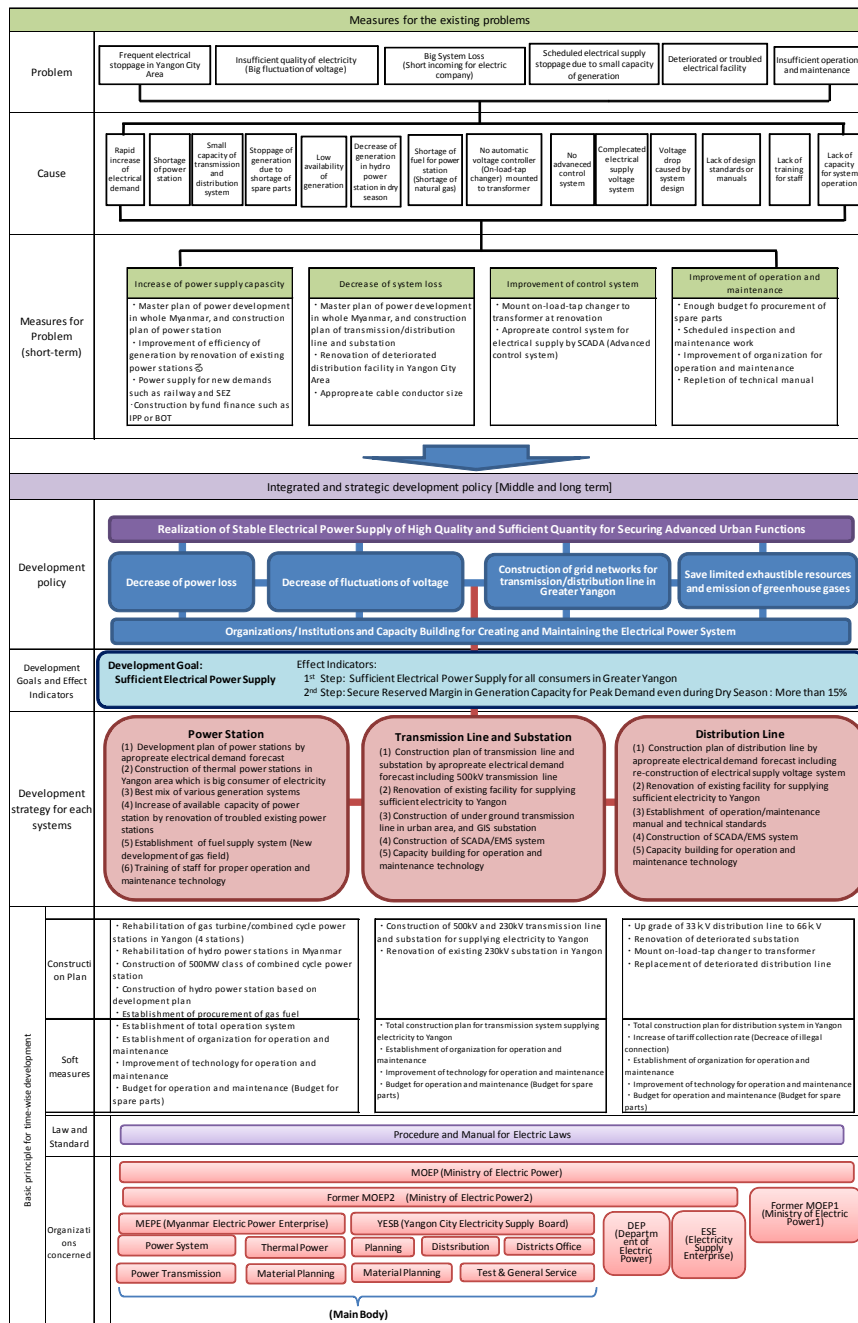 Measures for the existing problems
Problem
Frequent electrical
stoppage in Yangon City
Area
Insufficient quality of electricity
(Big fluctuation of voltage)
Big System Loss
(Short incoming for electric
company)
Scheduled electrical supply
stoppage due to small capacity
of generation
Deteriorated or troubled
electrical facility
Insufficient operation
and maintenance
Cause
Rapid
increase
of electrical
demand
Shortage of
power
station
Small
capacity of
transmission
and
distribution
system
Stoppage of
generation
due to
shortage of
spare parts
Low
availability of
generation
Decrease of
generation
in hydro
power
station in dry
season
Shortage of
fuel for power
station
(Shortage of
natural gas)
No automatic
voltage controller
(On-load-tap
changer) mounted
to transformer
No
advaneced
control
system
Complecated
electrical
supply
voltage
system
Voltage
drop
caused by
system
design
Lack of design
standards or
manuals
Lack of
training
for staff
Lack of
capacity
for system
operation
Measures for
Problem
(short-term)
Increase of power supply capascity
・Master plan of power development
in whole Myanmar, and construction
plan of power station
・Improvement of efficiency of
generation by renovation of existing
power stationsる
・Power supply for new demands
such as railway and SEZ
・Construction by fund finance such as
IPP or BOT
Decrease of system loss
・Master plan of power development
in whole Myanmar, and construction
plan of transmission/distribution
line and substation
・Renovation of deteriorated
distribution facility in Yangon City
Area
・Appropreate cable conductor size
Improvement of control system
・Mount on-load-tap changer to
transformer at renovation
・Apropreate control system for
electrical supply by SCADA (Advanced
control system)
Improvement of operation and
maintenance
・Enough budget fo procurement of
spare parts
・Scheduled inspection and
maintenance work
・Improvement of organization for
operation and maintenance
・Repletion of technical manual
Integrated and strategic development policy [Middle and long term]
Development
policy
Realization of Stable Electrical Power Supply of High Quality and Sufficient Quantity for Securing Advanced Urban Functions
Decrease of power loss
Decrease of fluctuations of voltage
Construction of grid networks for
transmission/distribution line in
Greater Yangon
Save limited exhaustible resources
and emission of greenhouse gases
Organizations/Institutions and Capacity Building for Creating and Maintaining the Electrical Power System
Development
Goals and Effect
Indicators
Development Goal:
Sufficient Electrical Power Supply
Effect Indicators:
1st Step: Sufficient Electrical Power Supply for all consumers in Greater Yangon
2nd Step: Secure Reserved Margin in Generation Capacity for Peak Demand even during Dry Season : More than 15%
Development
strategy for each
systems
Power Station
(1) Development plan of power stations by
apropreate electrical demand forecast
(2) Construction of thermal power stations in
Yangon area which is big consumer of electricity
(3) Best mix of various generation systems
(4) Increase of available capacity of power
station by renovation of troubled existing power
stations
(5) Establishment of fuel supply system (New
development of gas field)
(6) Training of staff for proper operation and
maintenance technology
Transmission Line and Substation
(1) Construction plan of transmission line and
substation by apropreate electrical demand
forecast including 500kV transmission line
(2) Renovation of existing facility for supplying
sufficient electricity to Yangon
(3) Construction of under ground transmission
line in urban area, and GIS substation
(4) Construction of SCADA/EMS system
(5) Capacity building for operation and
maintenance technology
Distribution Line
(1) Construction plan of distribution line by
apropreate electrical demand forecast including
re-construction of electrical supply voltage system
(2) Renovation of existing facility for supplying
sufficient electricity to Yangon
(3) Establishment of operation/maintenance
manual and technical standards
(4) Construction of SCADA/EMS system
(5) Capacity building for operation and
maintenance technology
Basic principle for time-wise development
Constructi
on Plan
・Rehabilitation of gas turbine/combined cycle power
stations in Yangon (4 stations)
・Rehabilitation of hydro power stations in Myanmar
・Construction of 500MW class of combined cycle power
station
・Construction of hydro power station based on
development plan
・Establishment of procurement of gas fuel
・Construction of 500kV and 230kV transmission line
and substation for supplying electricity to Yangon
・Renovation of existing 230kV substation in Yangon
・Up grade of 33ｋV distribution line to 66ｋV
・Renovation of deteriorated substation
・Mount on-load-tap changer to transformer
・Replacement of deteriorated distribution line
Soft
measures
・Establishment of total operation system
・Establishment of organization for operation and
maintenance
・Improvement of technology for operation and
maintenance
・Budget for operation and maintenance (Budget for
spare parts)
・Total construction plan for transmission system supplying
electricity to Yangon
・Establishment of organization for operation and
maintenance
・Improvement of technology for operation and maintenance
・Budget for operation and maintenance (Budget for spare
parts)
・Total construction plan for distribution system in Yangon
・Increase of tariff collection rate (Decreace of illegal
connection)
・Establishment of organization for operation and
maintenance
・Improvement of technology for operation and maintenance
・Budget for operation and maintenance (Budget for spare
parts)
Law and
Standard
Procedure and Manual for Electric Laws
Organizati
ons
concerned
MOEP (Ministry of Electric Power)
Former MOEP2 (Ministry of Electric Power2)
Former MOEP1
(Ministry of Electric
Power1)
MEPE (Myanmar Electric Power Enterprise)
YESB (Yangon City Electricity Supply Board)
DEP
(Departm
ent of
Electric
Power)
ESE
(Electricity
Supply
Enterprise)
Power System
Thermal Power
Planning
Distsribution
Districts Office
Power Transmission
Material Planning
Material Planning
Test & General Service
(Main Body)